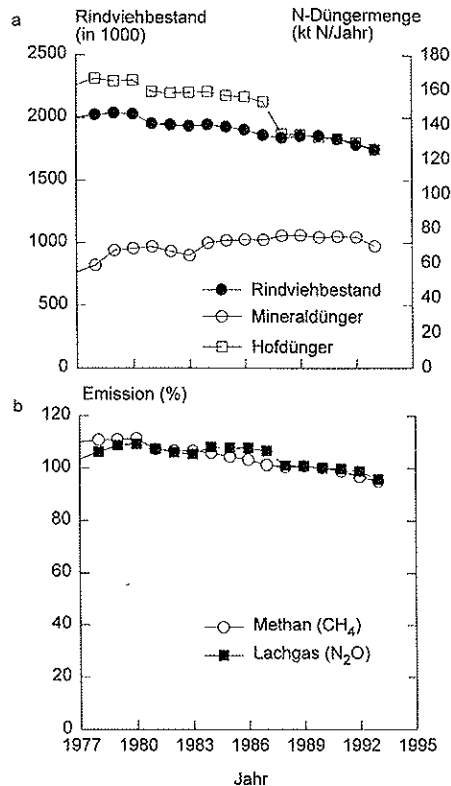 a
Rindviehbestand
(in 1000)
N-Düngermenge
(kt N/Jahr)
2500
2000
1500
1000
500
0
180
160
140
120
100
80
60
40
20
0
Rindviehbestand
Mineraldünger
Hofdünger
b
Emission (%)
120
100
80
60
40
20
0
Methan (CH₄)
Lachgas (N₂O)
1977 1980 1983 1986 1989 1992 1995
Jahr